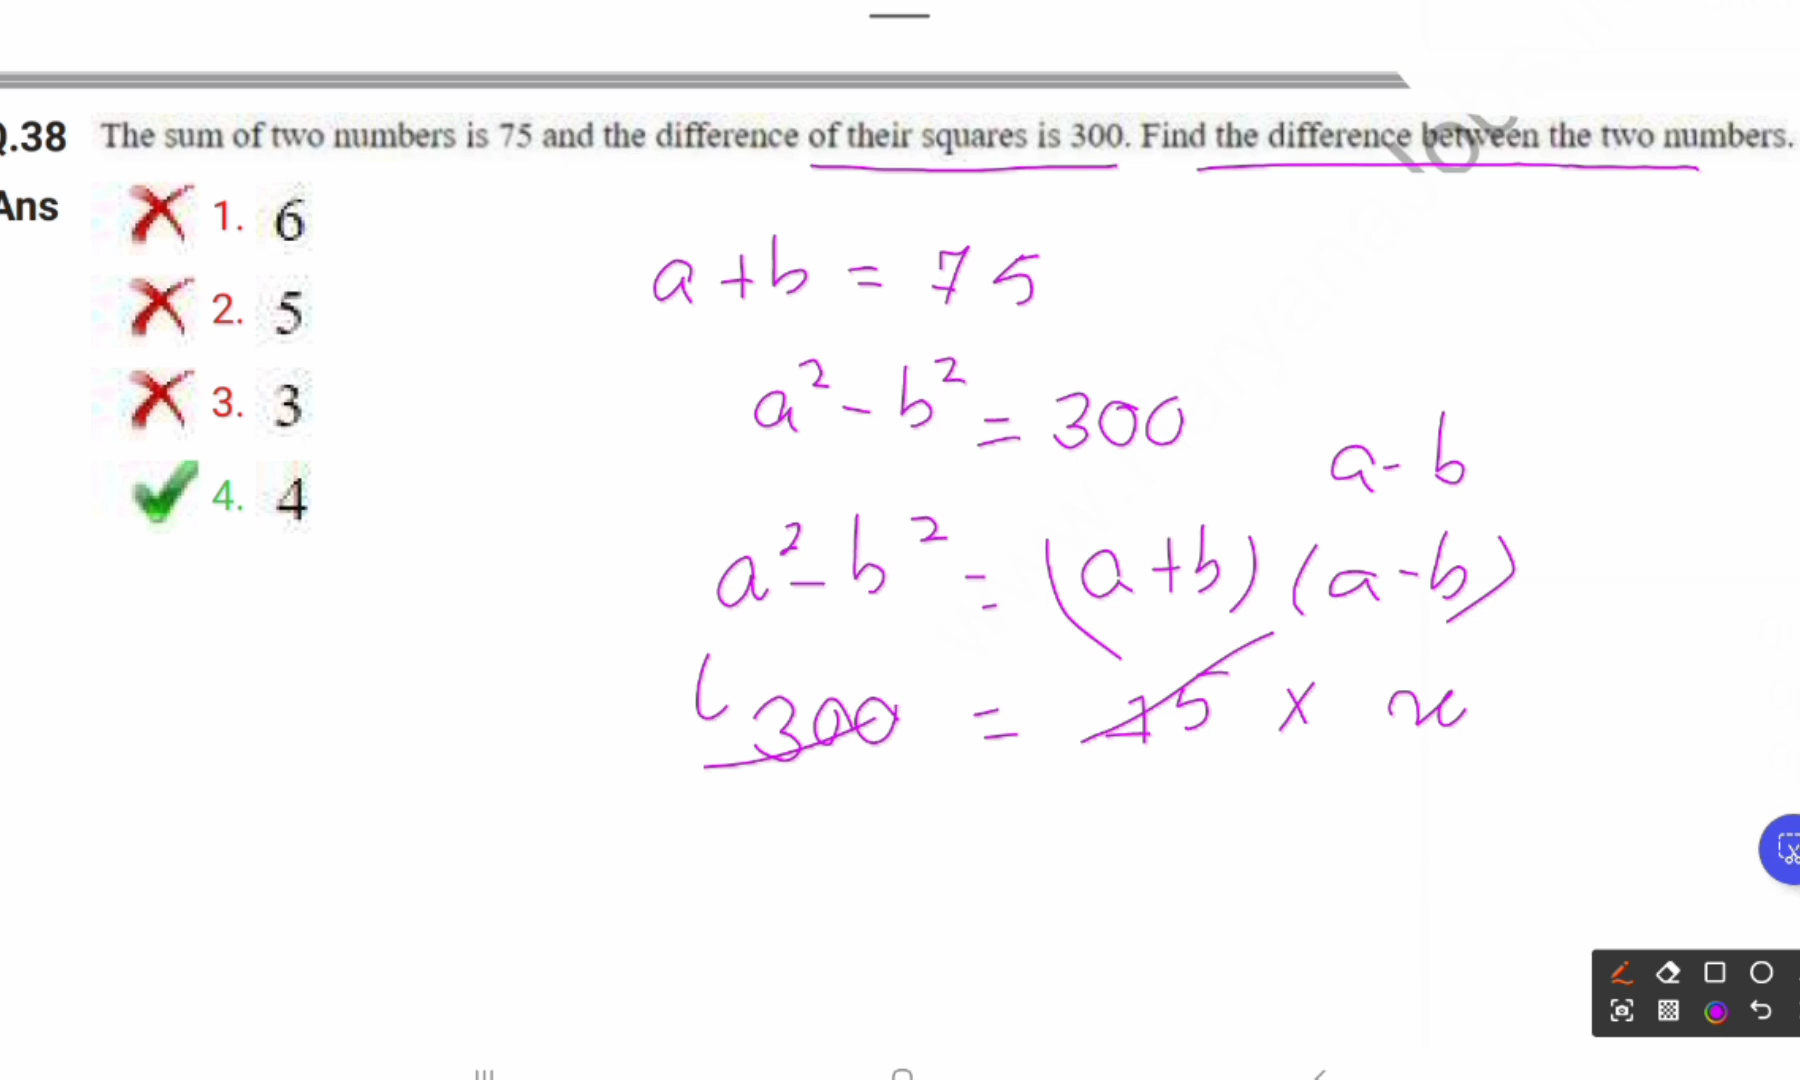 .38 The sum of two numbers is 75 and the difference of their squares is 300. Find the difference between the two numbers.
Ans
1. 6
2. 5
3. 3
4. 4
a + b = 75
a² - b² = 300
a - b
a² - b² = (a + b) (a - b)
300 = 75 × x